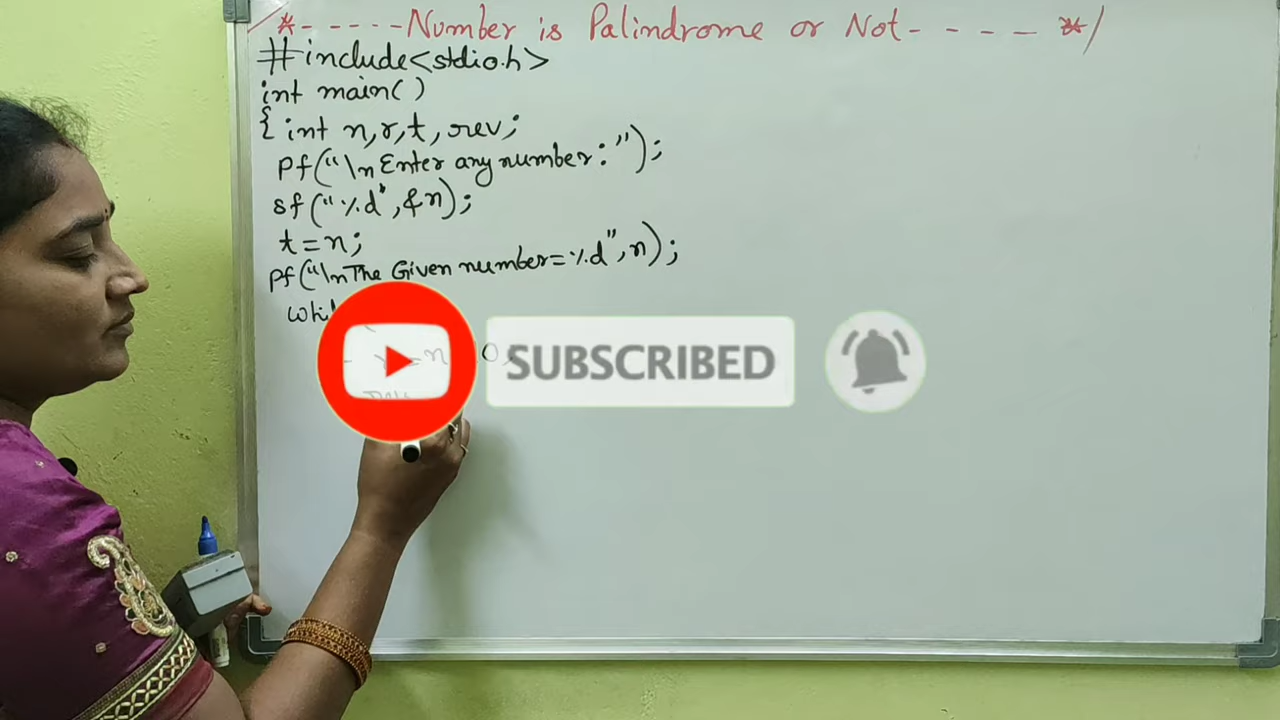 /*-----Number is Palindrome or Not-----*/
#include<stdio.h>
int main()
{ int n,r,t,rev;
pf("\nEnter any number:");
sf("%d",&n);
t=n;
pf("\nThe Given number=%d",n);
SUBSCRIBED